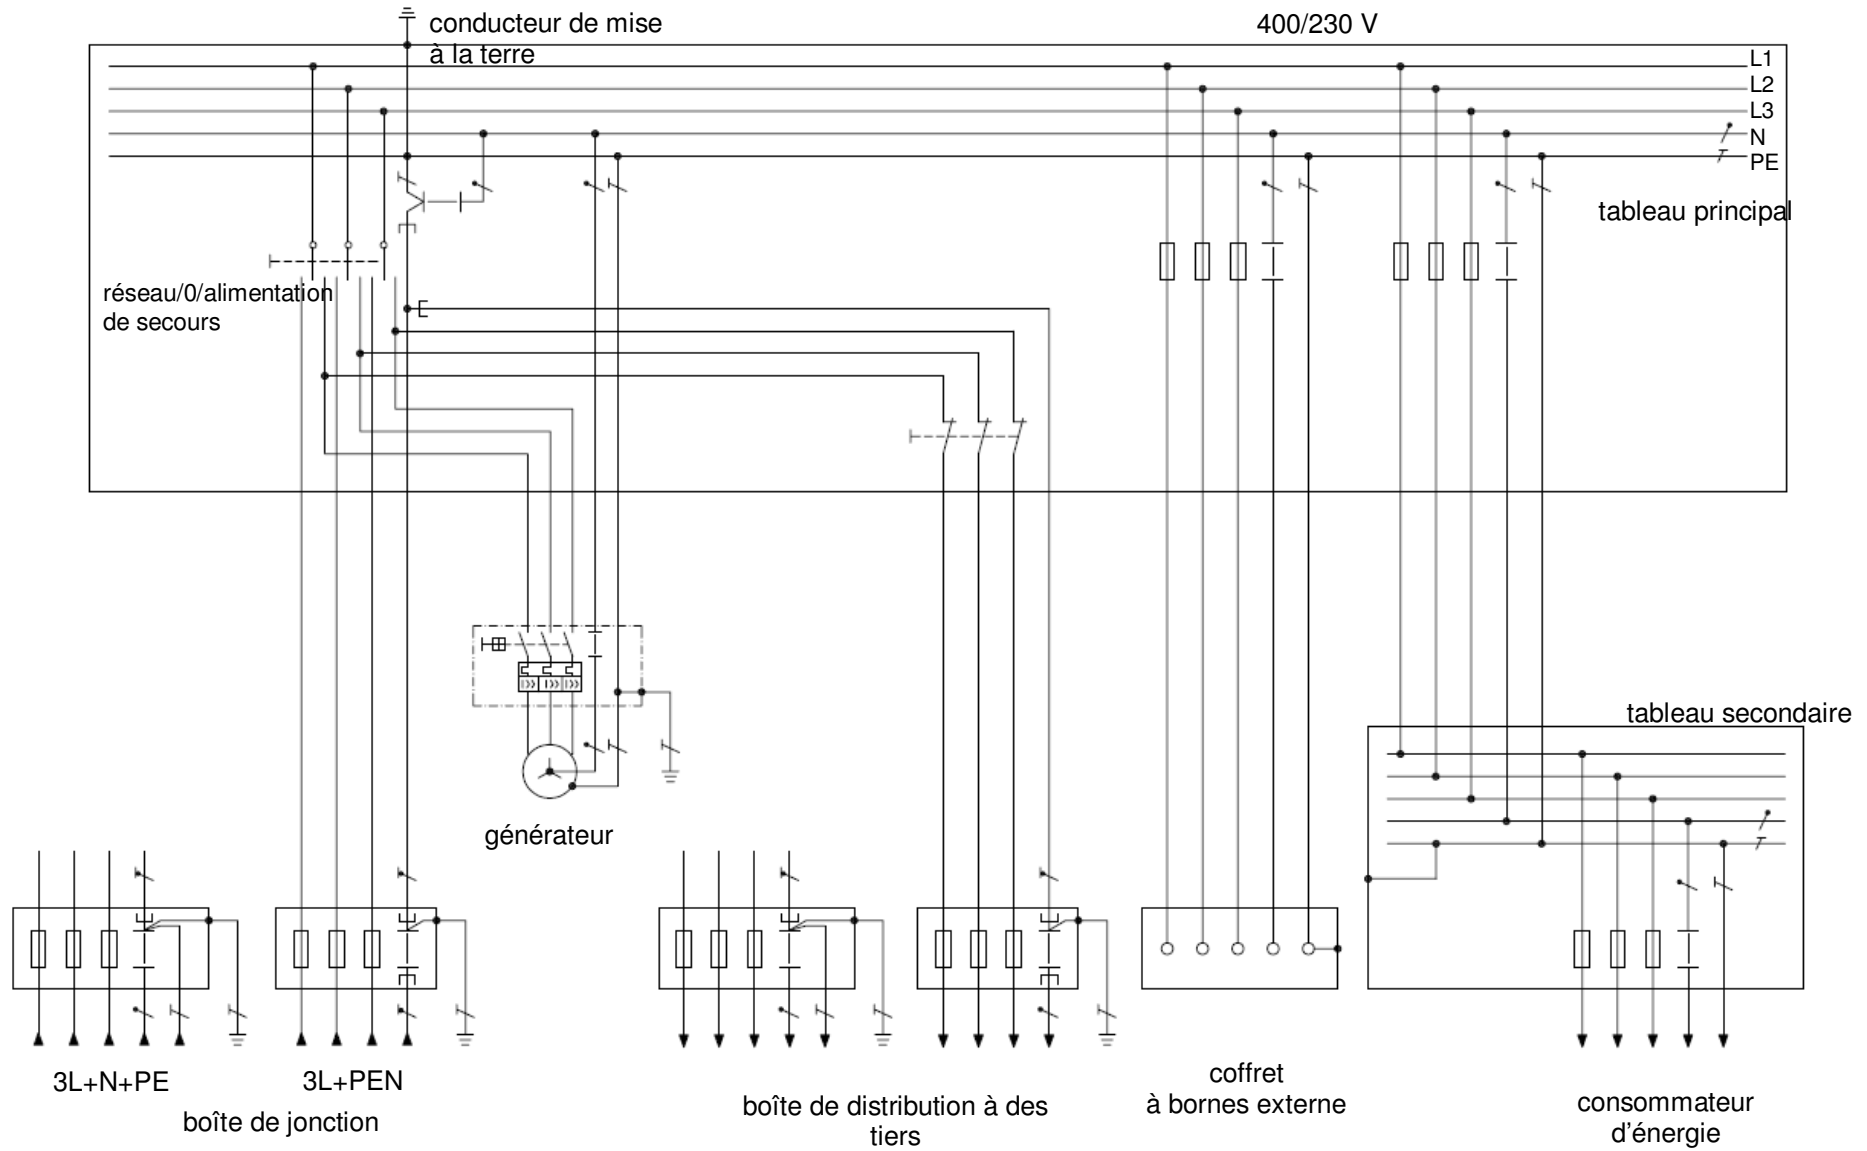 conducteur de mise
à la terre
400/230 V
L1
L2
L3
N
PE
tableau principal
réseau/0/alimentation
de secours
tableau secondaire
générateur
3L+N+PE
3L+PEN
boîte de jonction
boîte de distribution à des
tiers
coffret
à bornes externe
consommateur
d’énergie